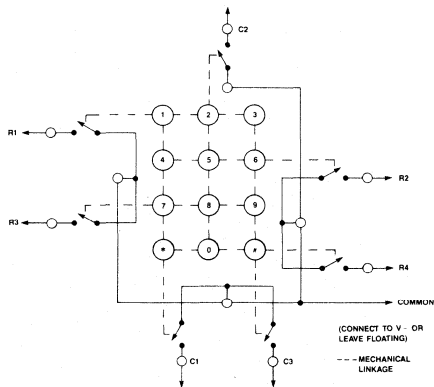 C2
1 2 3
R1
4 5 6
R2
7 8 9
R3
* 0 #
R4
COMMON
(CONNECT TO V - OR
LEAVE FLOATING)
C1 C3
--- MECHANICAL
LINKAGE